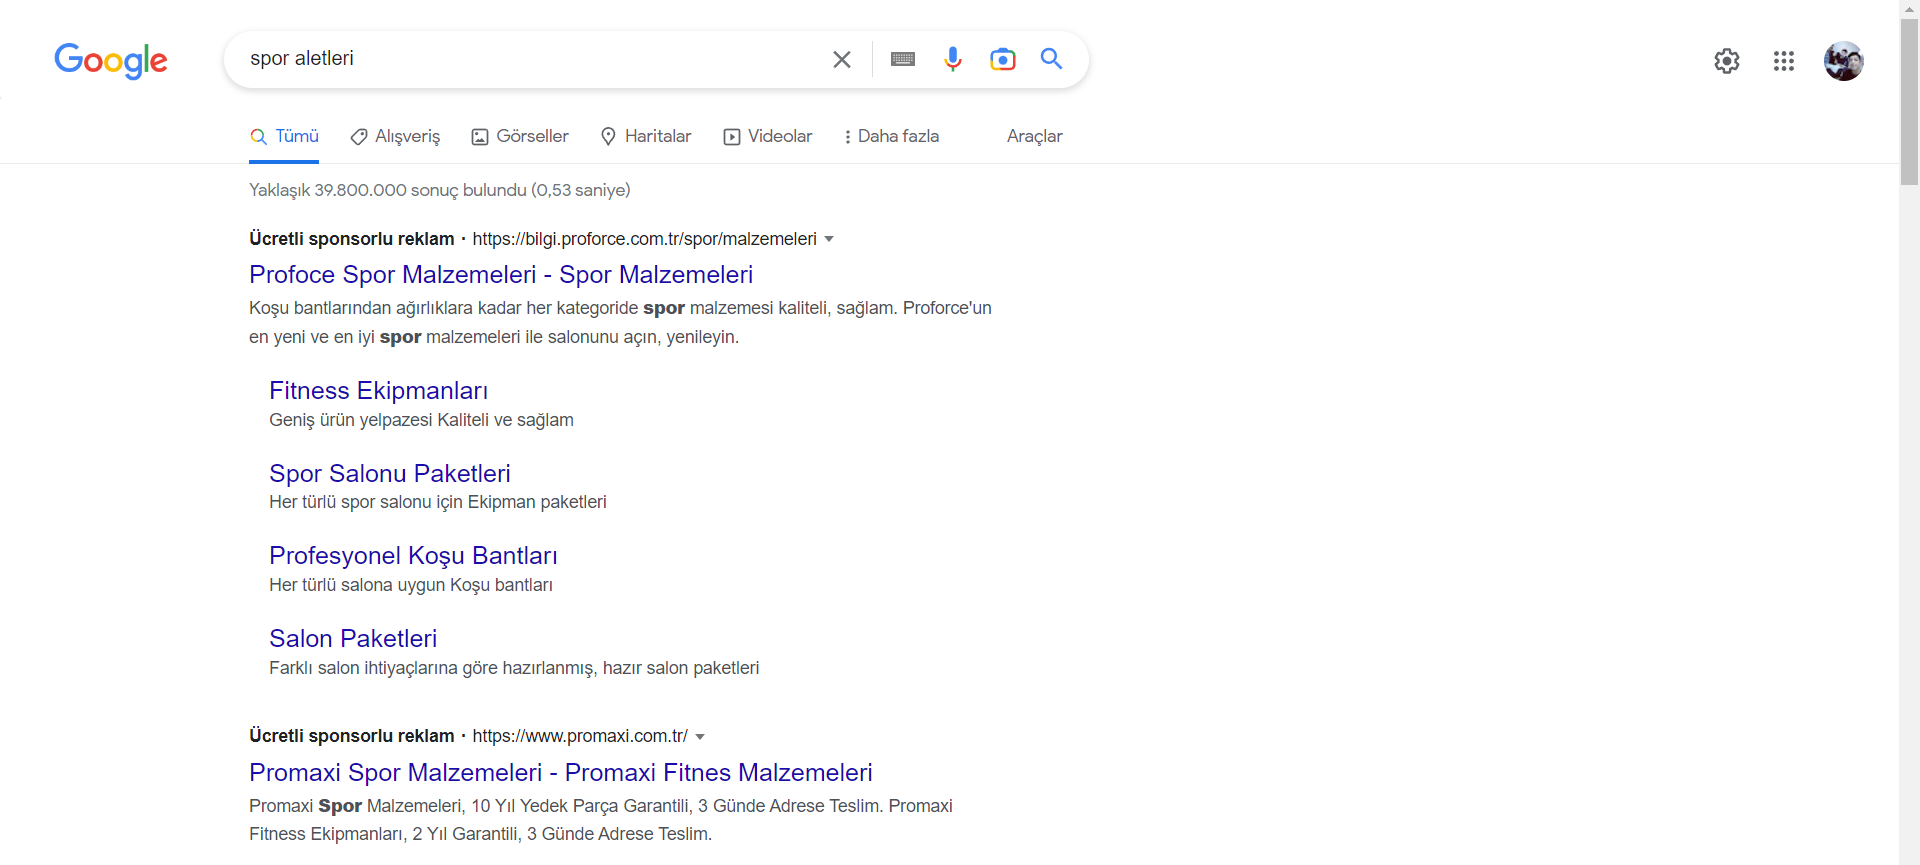 Google
spor aletleri
Tümü Alışveriş Görseller Haritalar Videolar Daha fazla Araçlar
Yaklaşık 39.800.000 sonuç bulundu (0,53 saniye)
Ücretli sponsorlu reklam · https://bilgi.proforce.com.tr/spor/malzemeleri
Profoce Spor Malzemeleri - Spor Malzemeleri
Koşu bantlarından ağırlıklara kadar her kategoride spor malzemesi kaliteli, sağlam. Proforce'un
en yeni ve en iyi spor malzemeleri ile salonunu açın, yenileyin.
Fitness Ekipmanları
Geniş ürün yelpazesi Kaliteli ve sağlam
Spor Salonu Paketleri
Her türlü spor salonu için Ekipman paketleri
Profesyonel Koşu Bantları
Her türlü salona uygun Koşu bantları
Salon Paketleri
Farklı salon ihtiyaçlarına göre hazırlanmış, hazır salon paketleri
Ücretli sponsorlu reklam · https://www.promaxi.com.tr/
Promaxi Spor Malzemeleri - Promaxi Fitnes Malzemeleri
Promaxi Spor Malzemeleri, 10 Yıl Yedek Parça Garantili, 3 Günde Adrese Teslim. Promaxi
Fitness Ekipmanları, 2 Yıl Garantili, 3 Günde Adrese Teslim.